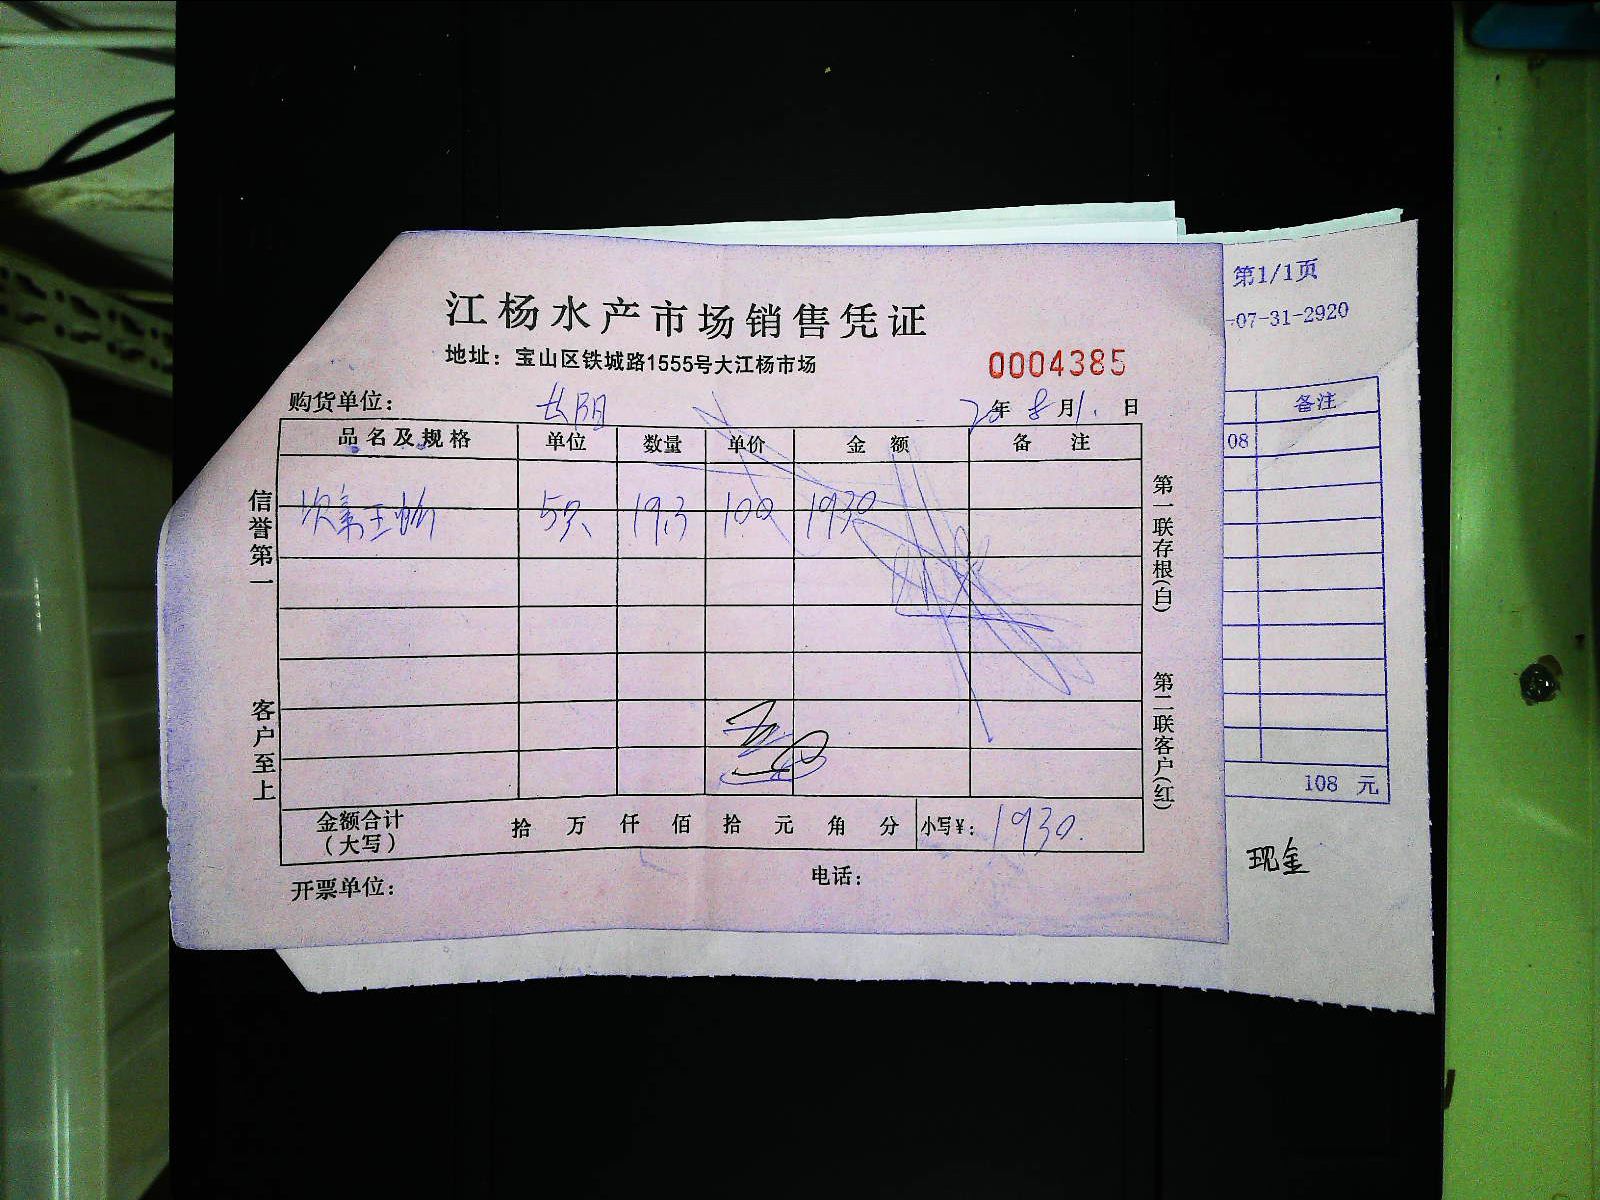 江杨水产市场销售凭证
地址：宝山区铁城路1555号大江杨市场
0004385
购货单位： 长阳
20年8月1.日
品名及规格 单位 数量 单价 金额 备注
5只 19.3 100 1930
金额合计（大写） 拾 万 仟 佰 拾 元 角 分 小写¥：1930.
开票单位： 电话：
信誉第一 客户至上
第一联存根(白) 第二联客户(红)
第1/1页
-07-31-2920
备注
08
108 元
现金